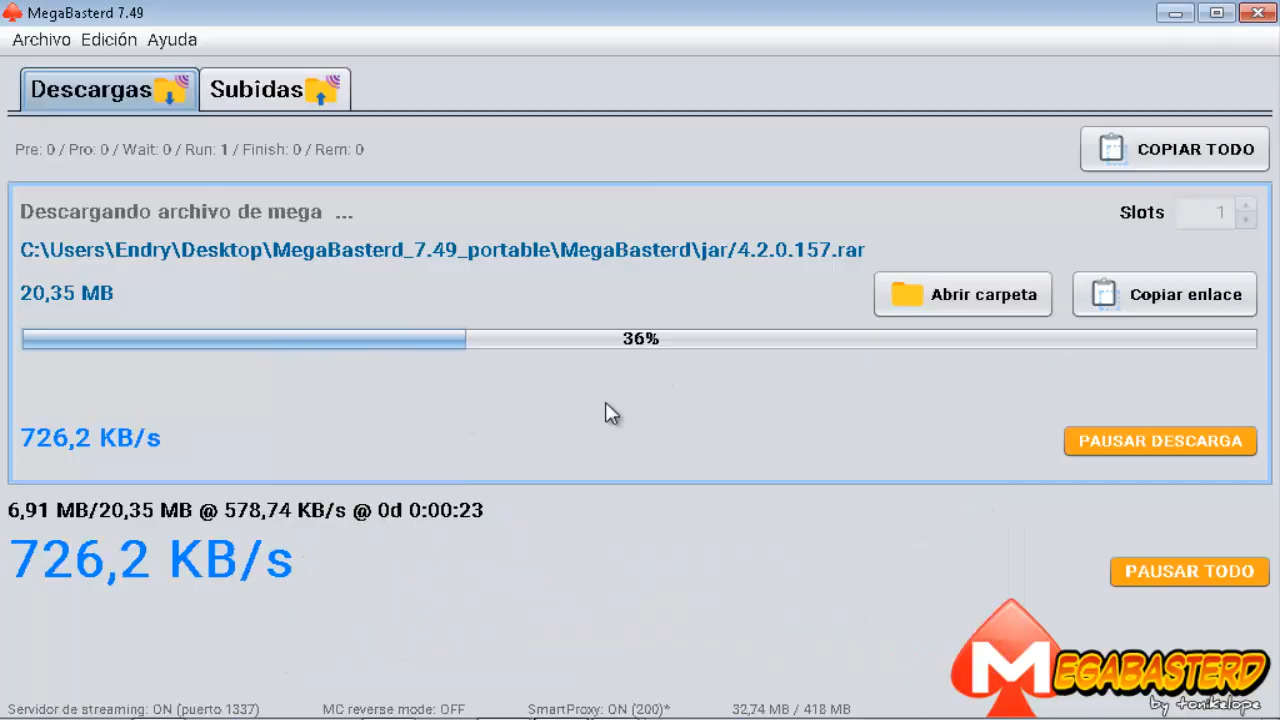 MegaBasterd 7.49
Archivo Edición Ayuda
Descargas Subidas
Pre: 0 / Pro: 0 / Wait: 0 / Run: 1 / Finish: 0 / Rem: 0
COPIAR TODO
Descargando archivo de mega ...
Slots 1
C:\Users\Endry\Desktop\MegaBasterd_7.49_portable\MegaBasterd\jar/4.2.0.157.rar
20,35 MB
Abrir carpeta
Copiar enlace
36%
726,2 KB/s
PAUSAR DESCARGA
6,91 MB/20,35 MB @ 578,74 KB/s @ 0d 0:00:23
726,2 KB/s
PAUSAR TODO
MEGABASTERD
by tonikelope
Servidor de streaming: ON (puerto 1337) MC reverse mode: OFF SmartProxy: ON (200)* 32,74 MB / 418 MB